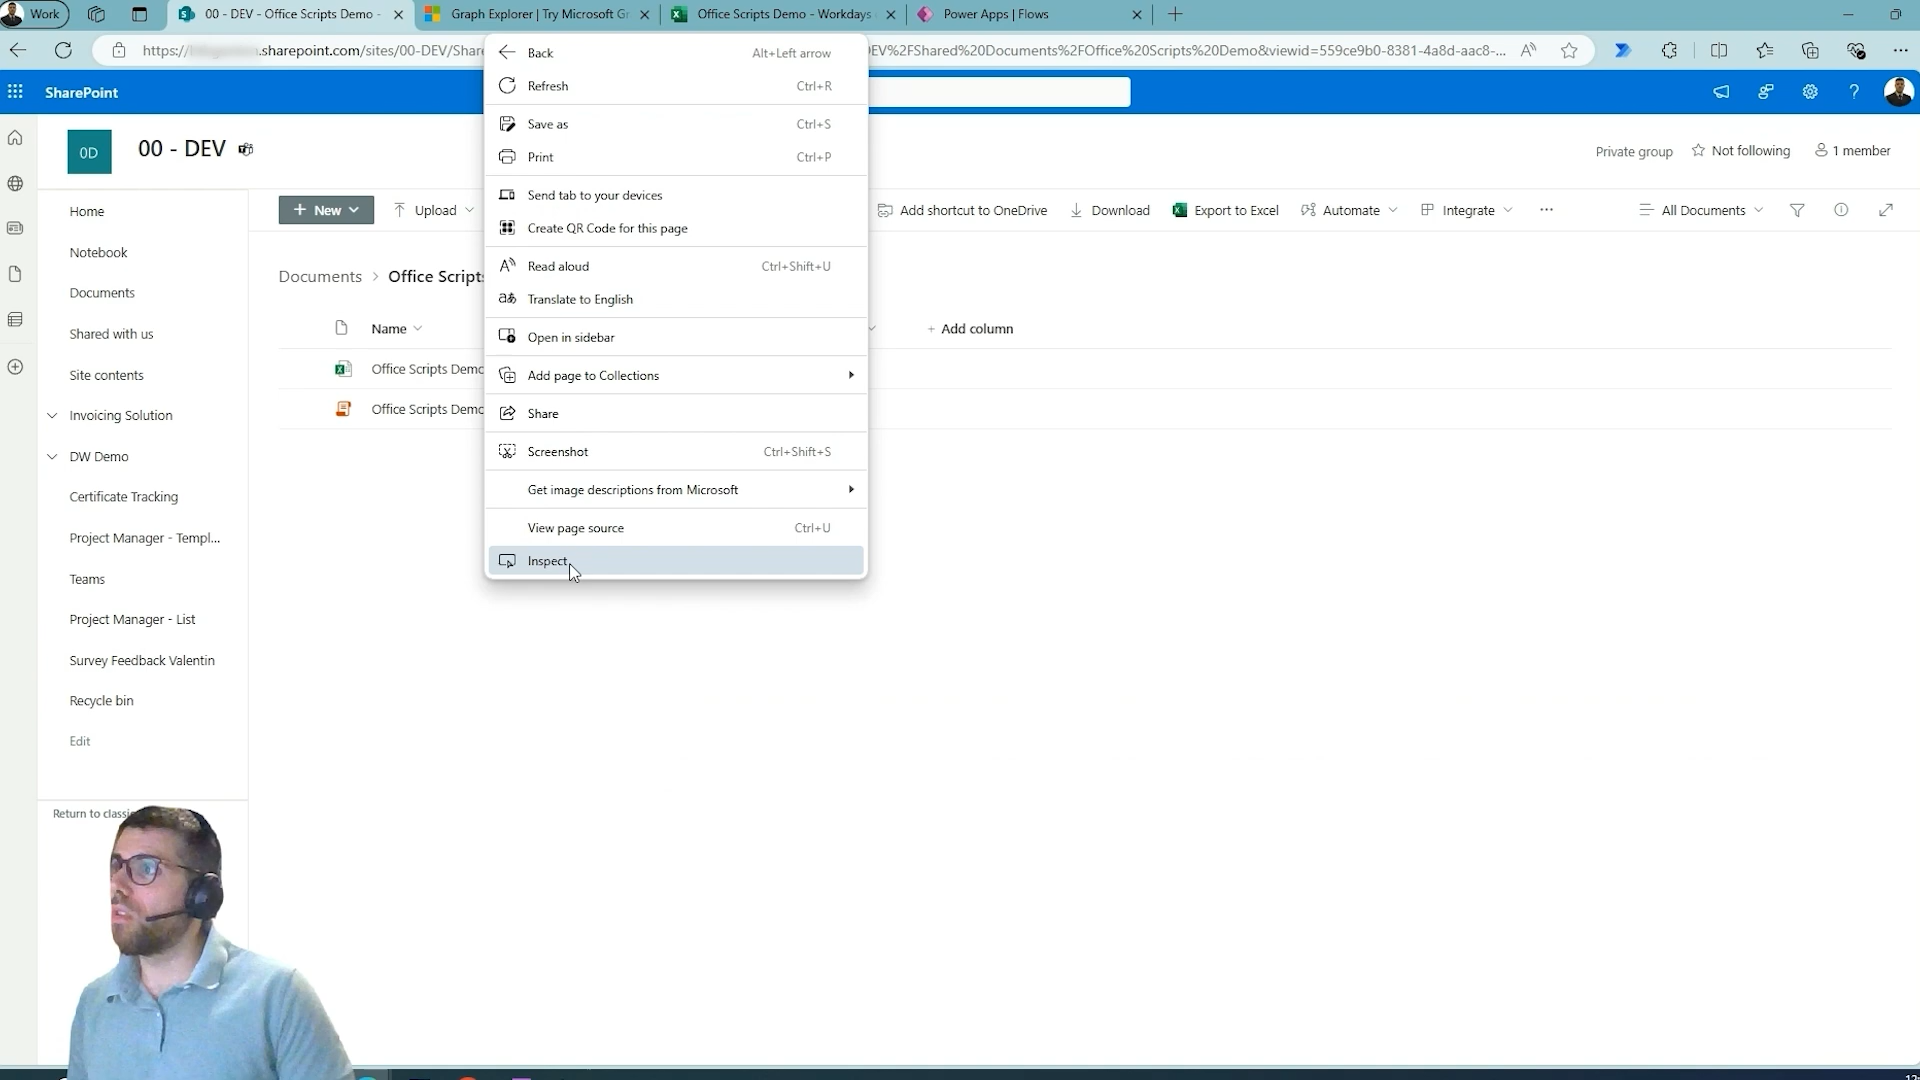 Work
00 - DEV - Office Scripts Demo -
Graph Explorer | Try Microsoft Gr
Office Scripts Demo - Workdays
Power Apps | Flows
https://
.sharepoint.com/sites/00-DEV/Share
EV%2FShared%20Documents%2FOffice%20Scripts%20Demo&viewid=559ce9b0-8381-4a8d-aac8-...
SharePoint
0D
00 - DEV
Private group
Not following
1 member
Home
Notebook
Documents
Shared with us
Site contents
Invoicing Solution
DW Demo
Certificate Tracking
Project Manager - Templ...
Teams
Project Manager - List
Survey Feedback Valentin
Recycle bin
Edit
Return to classic
+ New
Upload
Add shortcut to OneDrive
Download
Export to Excel
Automate
Integrate
...
All Documents
Documents > Office Scripts
Name
+ Add column
Office Scripts Demo
Office Scripts Demo
Back Alt+Left arrow
Refresh Ctrl+R
Save as Ctrl+S
Print Ctrl+P
Send tab to your devices
Create QR Code for this page
Read aloud Ctrl+Shift+U
Translate to English
Open in sidebar
Add page to Collections
Share
Screenshot Ctrl+Shift+S
Get image descriptions from Microsoft
View page source Ctrl+U
Inspect